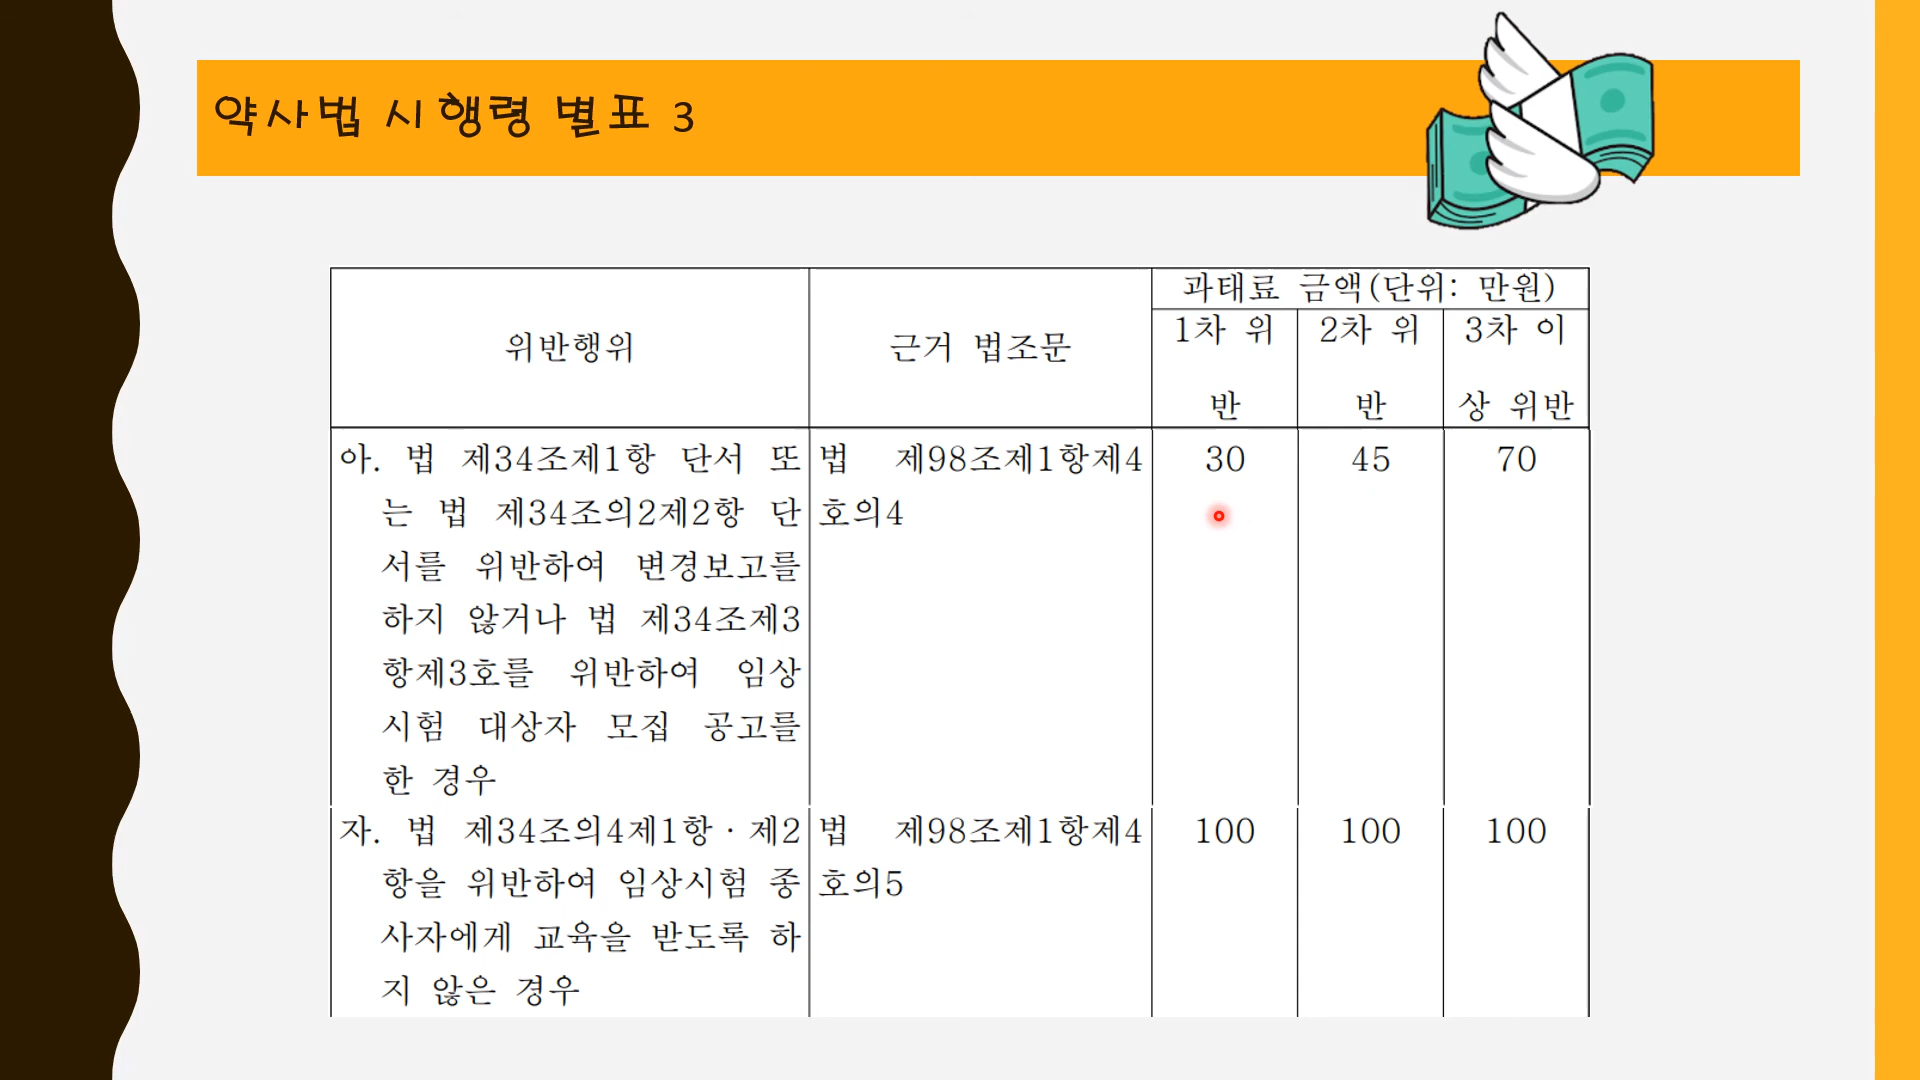 약사법 시행령 별표 3
위반행위
근거 법조문
과태료 금액(단위: 만원)
1차 위
반
2차 위
반
3차 이
상 위반
아. 법 제34조제1항 단서 또
는 법 제34조의2제2항 단
서를 위반하여 변경보고를
하지 않거나 법 제34조제3
항제3호를 위반하여 임상
시험 대상자 모집 공고를
한 경우
법 제98조제1항제4
호의4
30
45
70
자. 법 제34조의4제1항·제2
항을 위반하여 임상시험 종
사자에게 교육을 받도록 하
지 않은 경우
법 제98조제1항제4
호의5
100
100
100